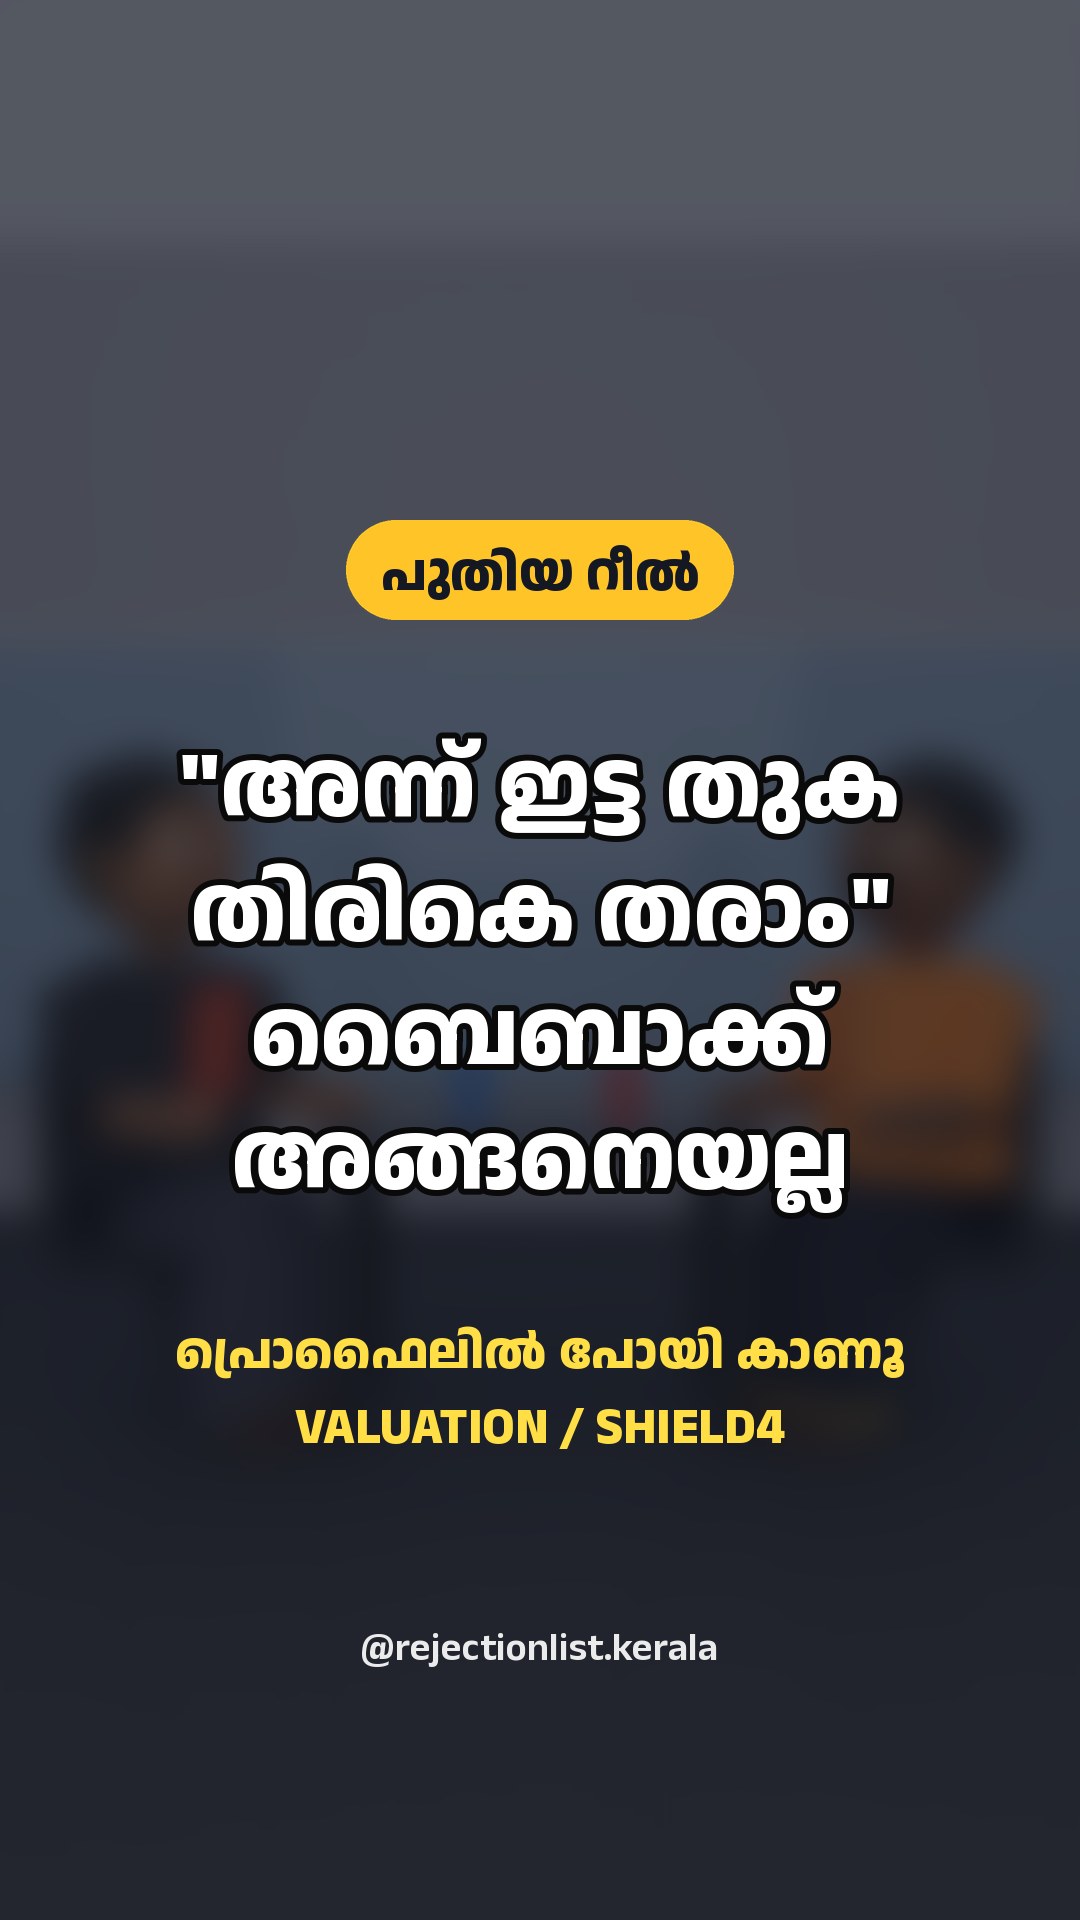 പുതിയ റീൽ
"അന്ന് ഇട്ട തുക
തിരികെ തരാം"
ബൈബാക്ക്
അങ്ങനെയല്ല
പ്രൊഫൈലിൽ പോയി കാണൂ
VALUATION / SHIELD4
@rejectionlist.kerala